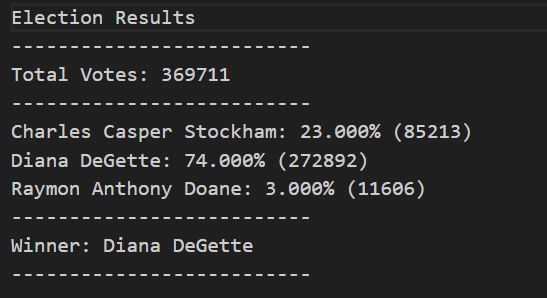 Election Results
--------------------------
Total Votes: 369711
--------------------------
Charles Casper Stockham: 23.000% (85213)
Diana DeGette: 74.000% (272892)
Raymon Anthony Doane: 3.000% (11606)
--------------------------
Winner: Diana DeGette
--------------------------